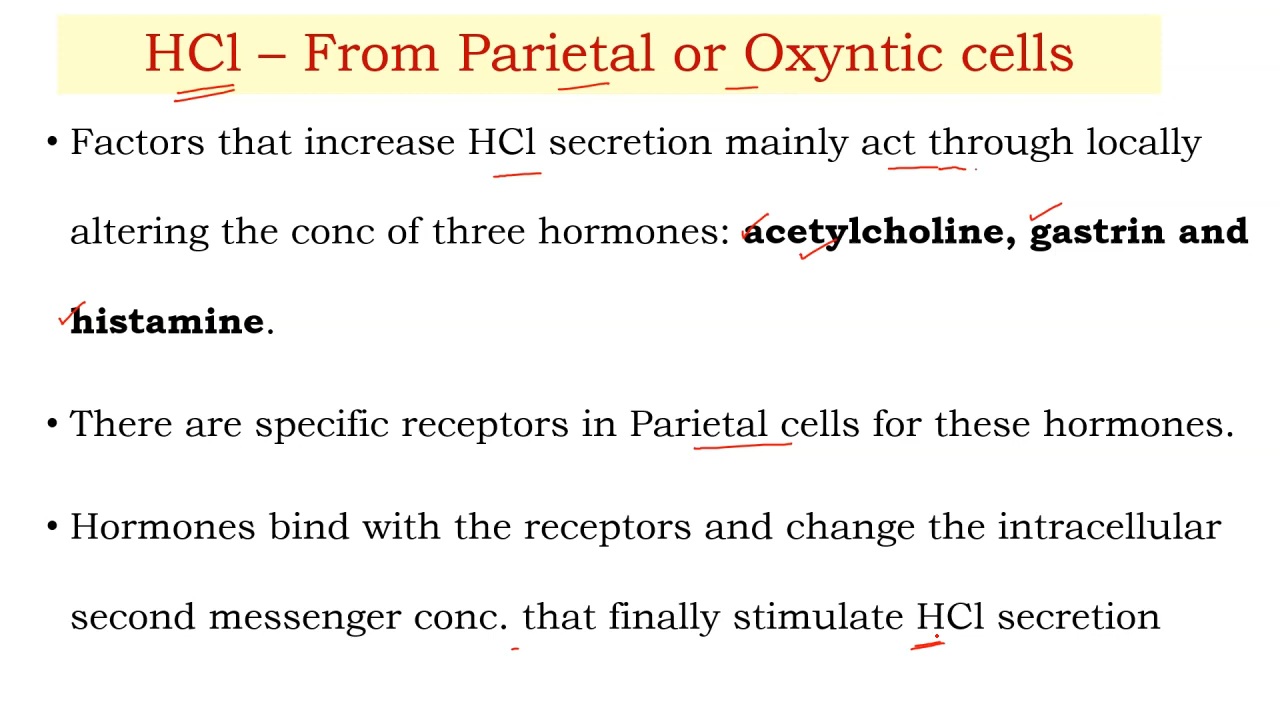 HCl – From Parietal or Oxyntic cells
• Factors that increase HCl secretion mainly act through locally
altering the conc of three hormones: acetylcholine, gastrin and
histamine.
• There are specific receptors in Parietal cells for these hormones.
• Hormones bind with the receptors and change the intracellular
second messenger conc. that finally stimulate HCl secretion